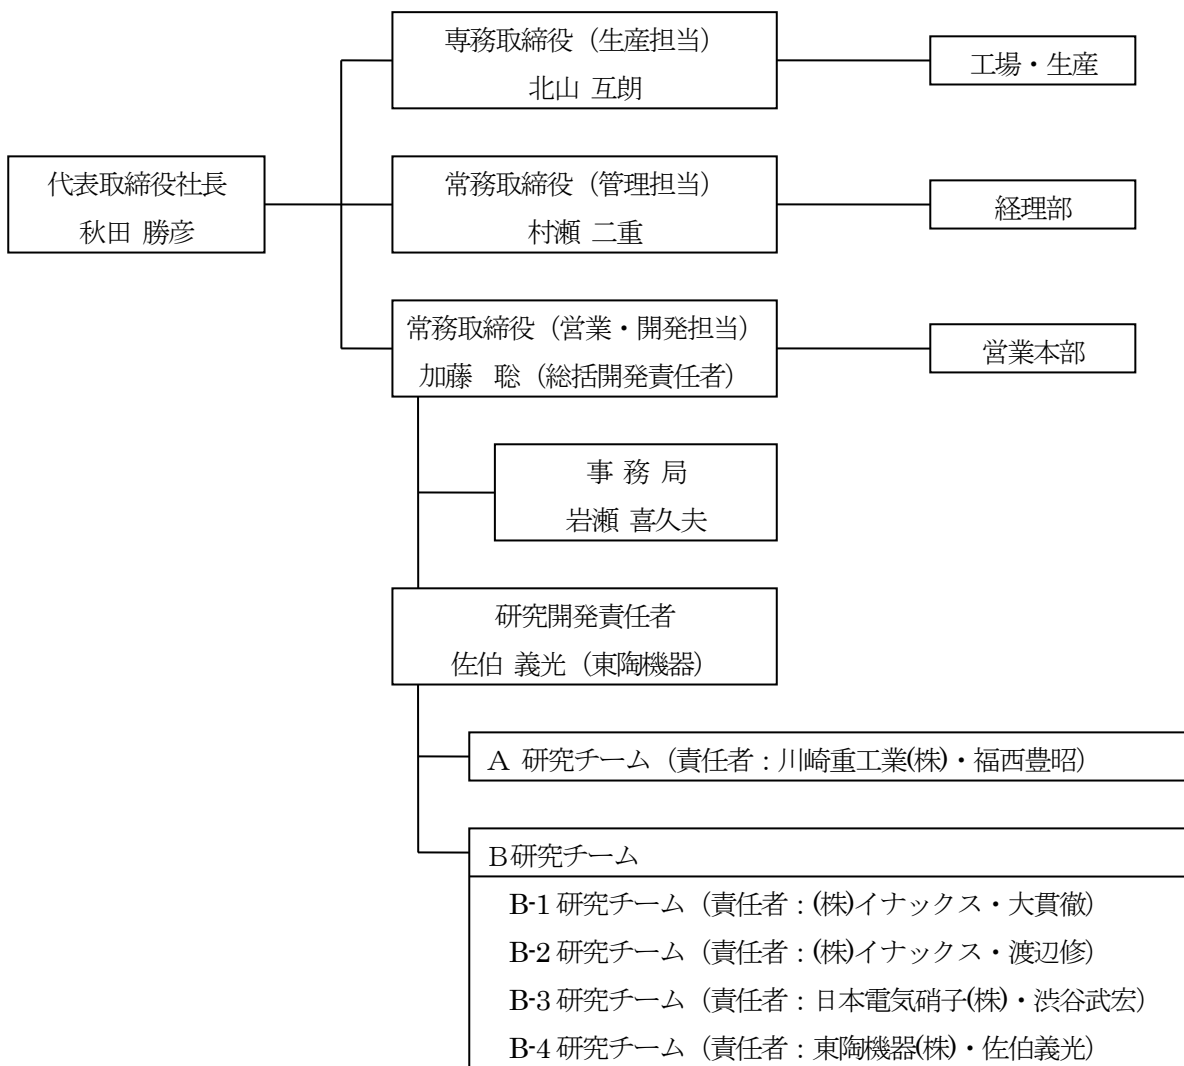 専務取締役（生産担当）
北山 互朗
工場・生産
代表取締役社長
秋田 勝彦
常務取締役（管理担当）
村瀬 二重
経理部
常務取締役（営業・開発担当）
加藤　聡（総括開発責任者）
営業本部
事 務 局
岩瀬 喜久夫
研究開発責任者
佐伯 義光（東陶機器）
A 研究チーム（責任者：川崎重工業(株)・福西豊昭）
B研究チーム
B-1 研究チーム（責任者：(株)イナックス・大貫徹）
B-2 研究チーム（責任者：(株)イナックス・渡辺修）
B-3 研究チーム（責任者：日本電気硝子(株)・渋谷武宏）
B-4 研究チーム（責任者：東陶機器(株)・佐伯義光）